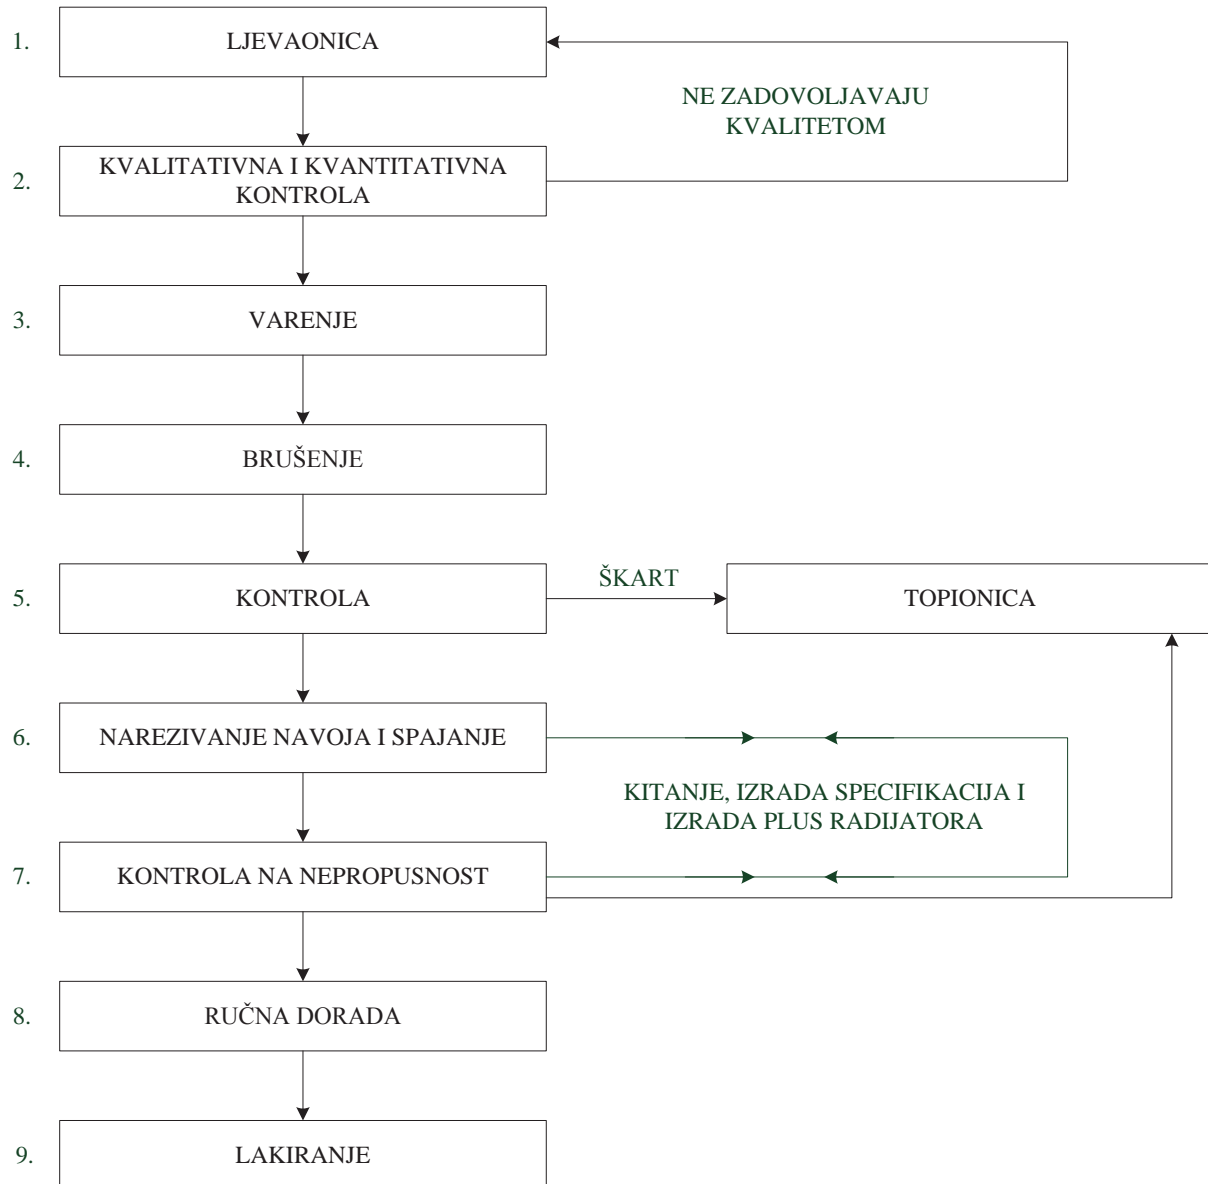 1. LJEVAONICA
NE ZADOVOLJAVAJU
KVALITETOM
2. KVALITATIVNA I KVANTITATIVNA
KONTROLA
3. VARENJE
4. BRUŠENJE
5. KONTROLA
ŠKART
TOPIONICA
6. NAREZIVANJE NAVOJA I SPAJANJE
KITANJE, IZRADA SPECIFIKACIJA I
IZRADA PLUS RADIJATORA
7. KONTROLA NA NEPROPUSNOST
8. RUČNA DORADA
9. LAKIRANJE